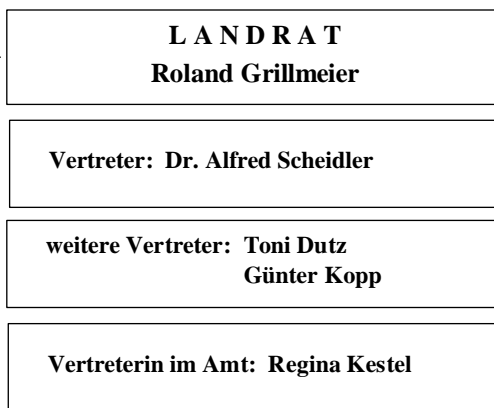 L A N D R A T
Roland Grillmeier
Vertreter: Dr. Alfred Scheidler
weitere Vertreter: Toni Dutz
Günter Kopp
Vertreterin im Amt: Regina Kestel